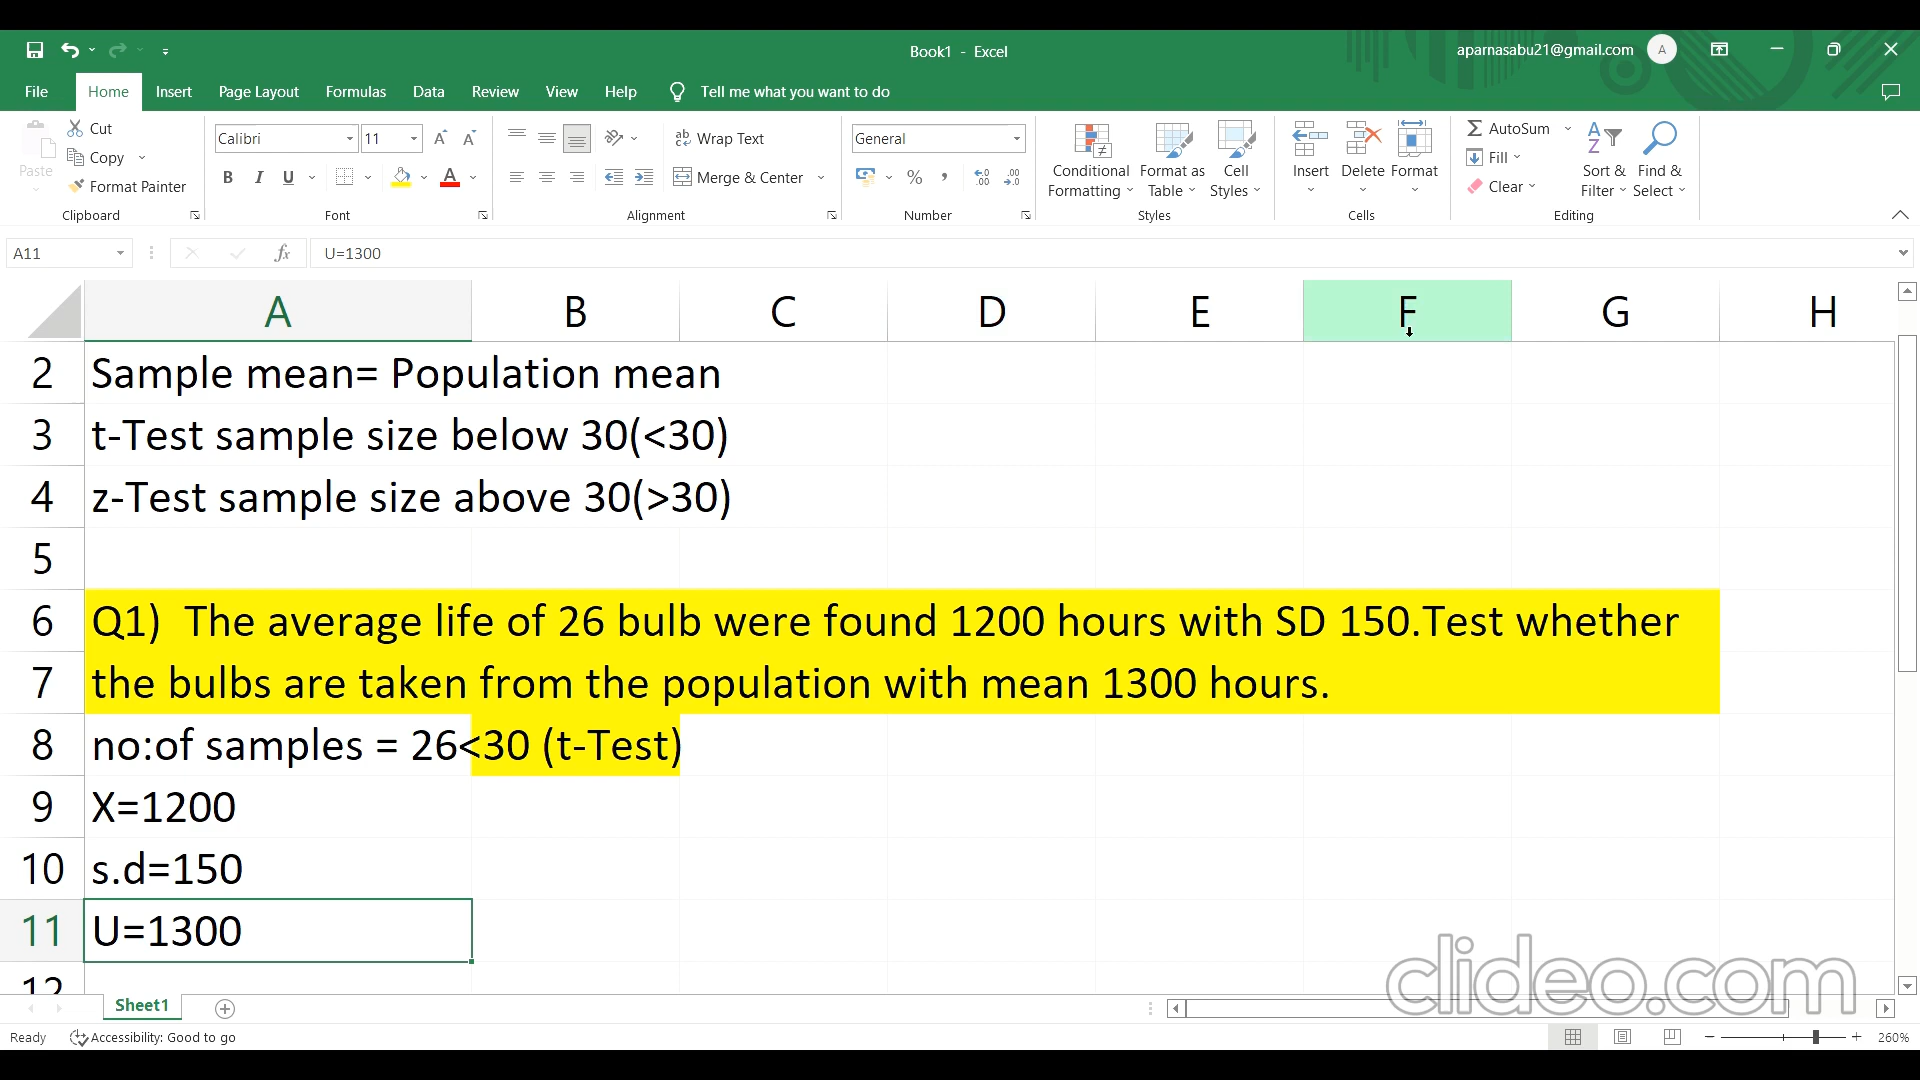 Book1 - Excel
aparnasabu21@gmail.com
A
File Home Insert Page Layout Formulas Data Review View Help Tell me what you want to do
Paste
Cut
Copy
Format Painter
Clipboard
Calibri 11
B I U A
Font
Wrap Text
Merge & Center
Alignment
General
% ,
Number
Conditional Formatting
Format as Table
Cell Styles
Styles
Insert Delete Format
Cells
AutoSum
Fill
Clear
Sort & Filter
Find & Select
Editing
A11
fx
U=1300
A B C D E F G H
2 Sample mean= Population mean
3 t-Test sample size below 30(<30)
4 z-Test sample size above 30(>30)
5
6 Q1) The average life of 26 bulb were found 1200 hours with SD 150.Test whether
7 the bulbs are taken from the population with mean 1300 hours.
8 no:of samples = 26<30 (t-Test)
9 X=1200
10 s.d=150
11 U=1300
12
clideo.com
Sheet1
Ready
Accessibility: Good to go
260%